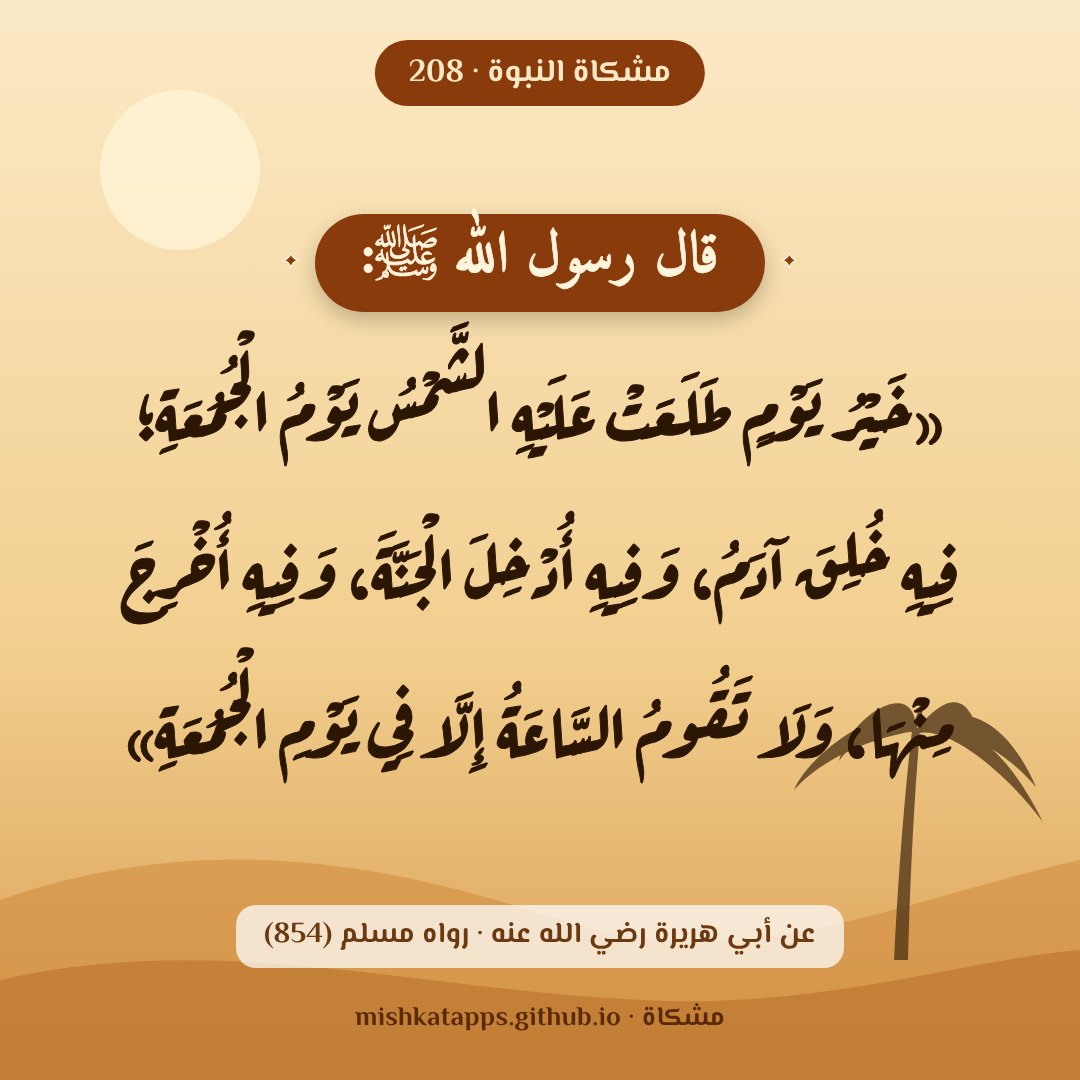 مشكاة النبوة · 208
قال رسول الله ﷺ:
«خَيْرُ يَوْمٍ طَلَعَتْ عَلَيْهِ الشَّمْسُ يَوْمُ الْجُمُعَةِ؛
فِيهِ خُلِقَ آدَمُ، وَفِيهِ أُدْخِلَ الْجَنَّةَ، وَفِيهِ أُخْرِجَ
مِنْهَا، وَلَا تَقُومُ السَّاعَةُ إِلَّا فِي يَوْمِ الْجُمُعَةِ»
عن أبي هريرة رضي الله عنه · رواه مسلم (854)
مشكاة · mishkatapps.github.io